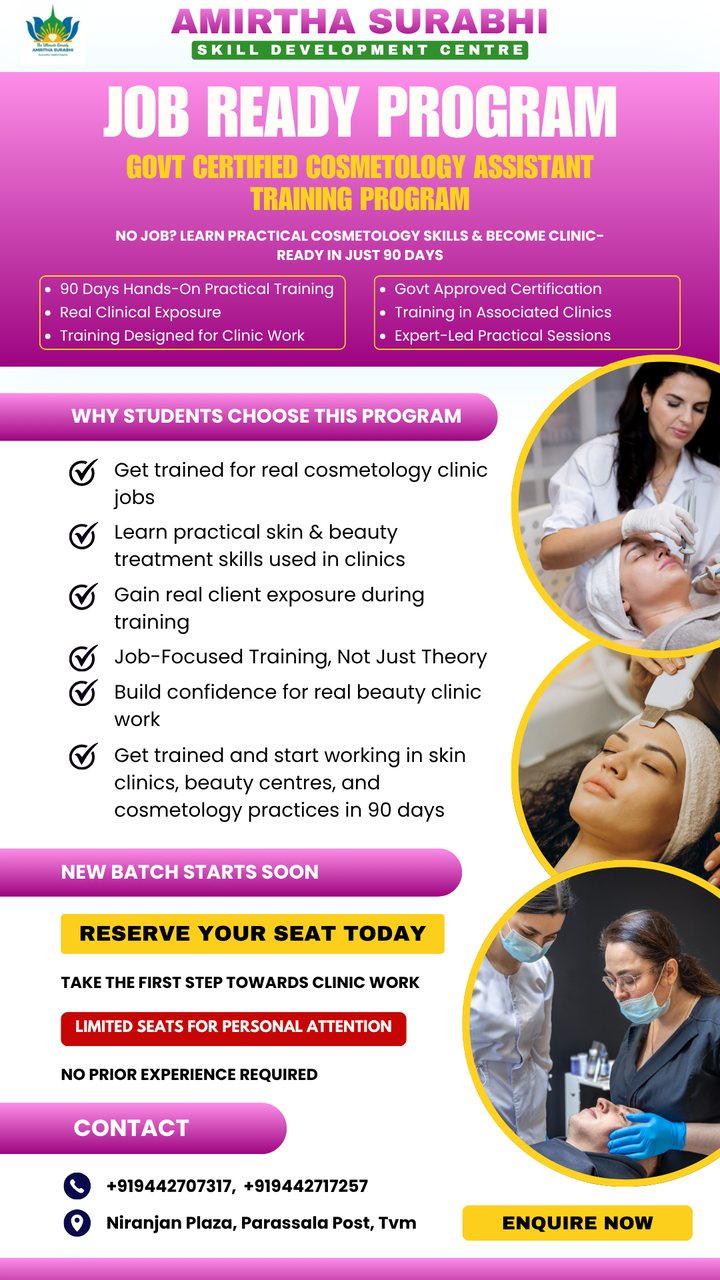 The Ultimate Remedy
AMIRTHA SURABHI
AMIRTHA SURABHI
SKILL DEVELOPMENT CENTRE
JOB READY PROGRAM
GOVT CERTIFIED COSMETOLOGY ASSISTANT
TRAINING PROGRAM
NO JOB? LEARN PRACTICAL COSMETOLOGY SKILLS & BECOME CLINIC-
READY IN JUST 90 DAYS
• 90 Days Hands-On Practical Training
• Real Clinical Exposure
• Training Designed for Clinic Work
• Govt Approved Certification
• Training in Associated Clinics
• Expert-Led Practical Sessions
WHY STUDENTS CHOOSE THIS PROGRAM
Get trained for real cosmetology clinic
jobs
Learn practical skin & beauty
treatment skills used in clinics
Gain real client exposure during
training
Job-Focused Training, Not Just Theory
Build confidence for real beauty clinic
work
Get trained and start working in skin
clinics, beauty centres, and
cosmetology practices in 90 days
NEW BATCH STARTS SOON
RESERVE YOUR SEAT TODAY
TAKE THE FIRST STEP TOWARDS CLINIC WORK
LIMITED SEATS FOR PERSONAL ATTENTION
NO PRIOR EXPERIENCE REQUIRED
CONTACT
+919442707317, +919442717257
Niranjan Plaza, Parassala Post, Tvm
ENQUIRE NOW